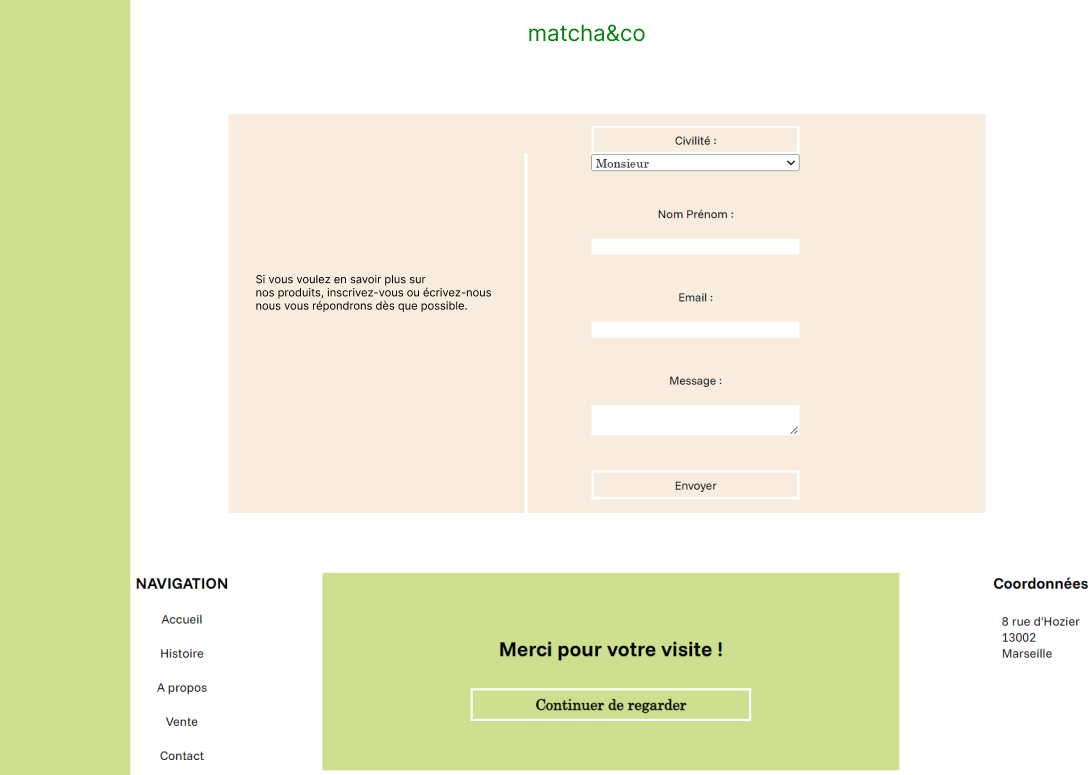 matcha&co
Si vous voulez en savoir plus sur
nos produits, inscrivez-vous ou écrivez-nous
nous vous répondrons dès que possible.
Civilité :
Monsieur
Nom Prénom :
Email :
Message :
Envoyer
NAVIGATION
Accueil
Histoire
A propos
Vente
Contact
Merci pour votre visite !
Continuer de regarder
Coordonnées
8 rue d'Hozier
13002
Marseille